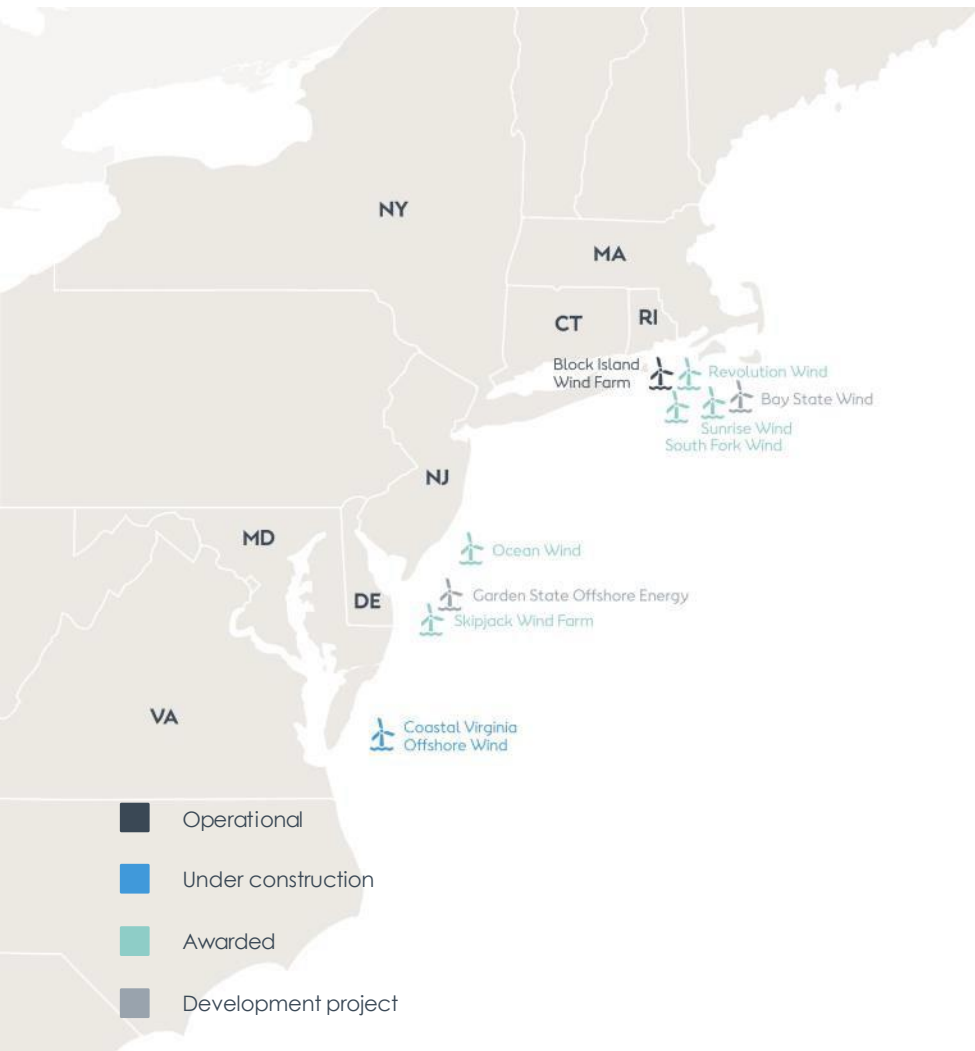 NY
MA
CT
RI
Block Island
Wind Farm
Revolution Wind
Bay State Wind
Sunrise Wind
South Fork Wind
NJ
MD
Ocean Wind
DE
Garden State Offshore Energy
Skipjack Wind Farm
VA
Coastal Virginia
Offshore Wind
Operational
Under construction
Awarded
Development project